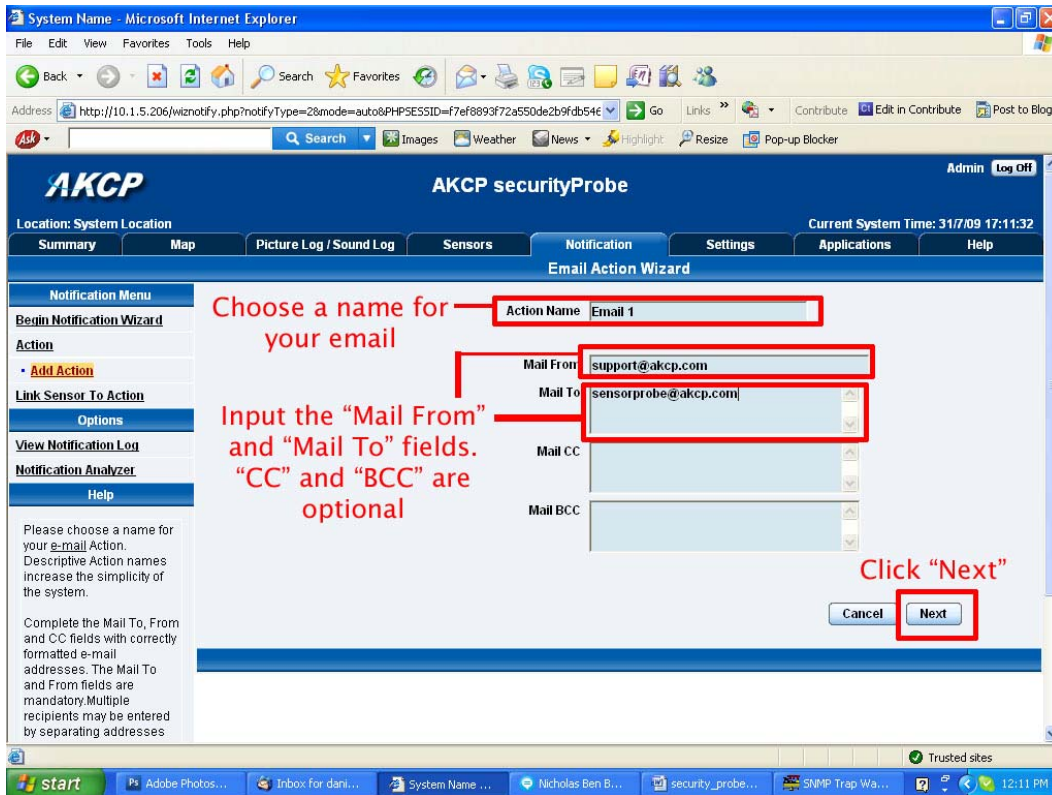 System Name - Microsoft Internet Explorer
File Edit View Favorites Tools Help
Back Search Favorites
Address http://10.1.5.206/wiznotify.php?notifyType=2&mode=auto&PHPSESSID=f7ef8893f72a550de2b9fdb54 Go Links » Contribute Edit in Contribute Post to Blog
Ask Search Images Weather News Highlight Resize Pop-up Blocker
AKCP
AKCP securityProbe
Admin Log Off
Location: System Location
Current System Time: 31/7/09 17:11:32
Summary Map Picture Log / Sound Log Sensors Notification Settings Applications Help
Email Action Wizard
Notification Menu
Begin Notification Wizard
Action
Add Action
Link Sensor To Action
Options
View Notification Log
Notification Analyzer
Help
Please choose a name for
your e-mail Action.
Descriptive Action names
increase the simplicity of
the system.
Complete the Mail To, From
and CC fields with correctly
formatted e-mail
addresses. The Mail To
and From fields are
mandatory.Multiple
recipients may be entered
by separating addresses
Choose a name for
your email
Action Name Email 1
Input the “Mail From”
and “Mail To” fields.
“CC” and “BCC” are
optional
Mail From support@akcp.com
Mail To sensorprobe@akcp.com
Mail CC
Mail BCC
Click “Next”
Cancel Next
Trusted sites
start Ps Adobe Photos... Inbox for dani... System Name ... Nicholas Ben B... security_probe... SNMP Trap Wa... 12:11 PM